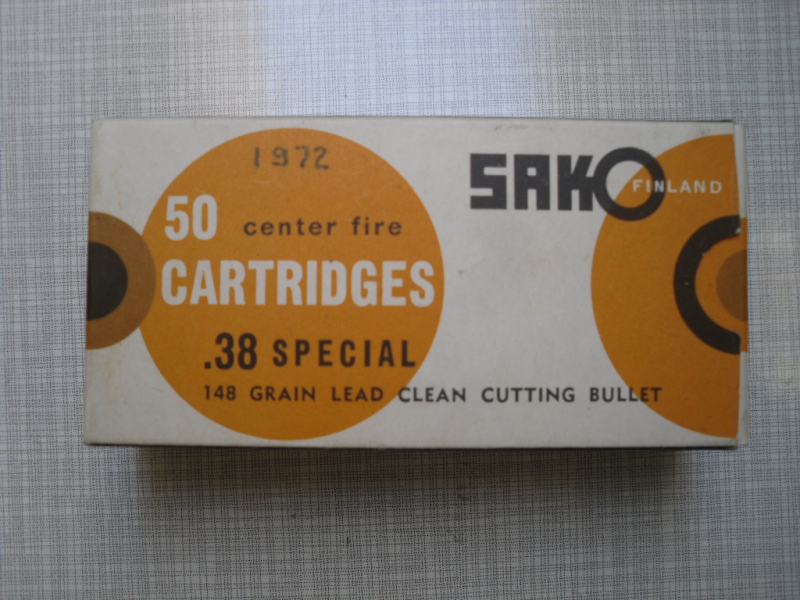 1972
SAKO FINLAND
50 center fire
CARTRIDGES
.38 SPECIAL
148 GRAIN LEAD CLEAN CUTTING BULLET